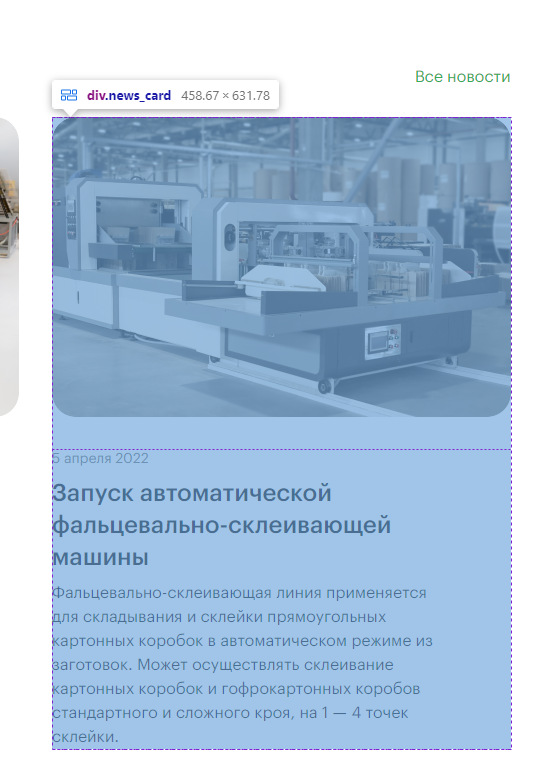 Все новости
div.news_card 458.67 × 631.78
5 апреля 2022
Запуск автоматической
фальцевально-склеивающей
машины
Фальцевально-склеивающая линия применяется
для складывания и склейки прямоугольных
картонных коробок в автоматическом режиме из
заготовок. Может осуществлять склеивание
картонных коробок и гофрокартонных коробов
стандартного и сложного кроя, на 1 — 4 точек
склейки.